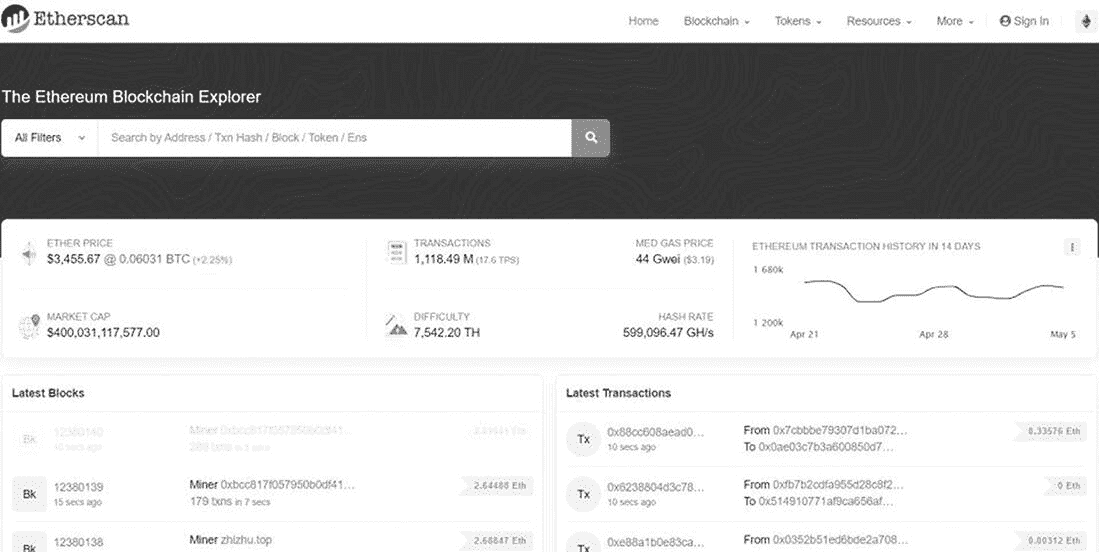 Etherscan
Home Blockchain Tokens Resources More Sign In
The Ethereum Blockchain Explorer
All Filters Search by Address / Txn Hash / Block / Token / Ens
ETHER PRICE
$3,455.67 @ 0.06031 BTC (+2.25%)
MARKET CAP
$400,031,117,577.00
TRANSACTIONS
1,118.49 M (17.6 TPS)
MED GAS PRICE
44 Gwei ($3.19)
DIFFICULTY
7,542.20 TH
HASH RATE
599,096.47 GH/s
ETHEREUM TRANSACTION HISTORY IN 14 DAYS
1 680k
1 200k
Apr 21 Apr 28 May 5
Latest Blocks
Bk
12380140
10 secs ago
Miner 0xbcc817f057950b0df41...
txns in
Bk
12380139
15 secs ago
Miner 0xbcc817f057950b0df41...
179 txns in 7 secs
2.64488 Eth
Bk
12380138
Miner zhizhu.top
2.68847 Eth
Latest Transactions
Tx
0x88cc608aead0...
10 secs ago
From 0x7cbbbe79307d1ba072...
To 0x0ae03c7b3a600850d7...
0.33576 Eth
Tx
0x6238804d3c78...
10 secs ago
From 0xfb7b2cdfa955d28c8f2...
To 0x514910771af9ca656af...
0 Eth
Tx
0xe88a1b0e83ca...
From 0x0352b51ed6bde2a708...
0.00312 Eth